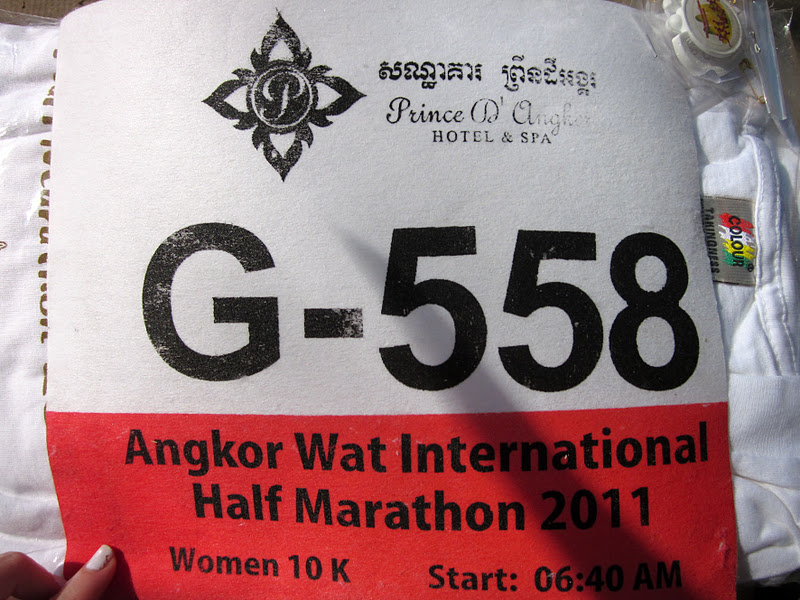 P
សណ្ឋាគារ ព្រីនដឺអង្គរ
Prince D' Angkor
HOTEL & SPA
G-558
Angkor Wat International
Half Marathon 2011
Women 10 K
Start: 06:40 AM
COLOUR